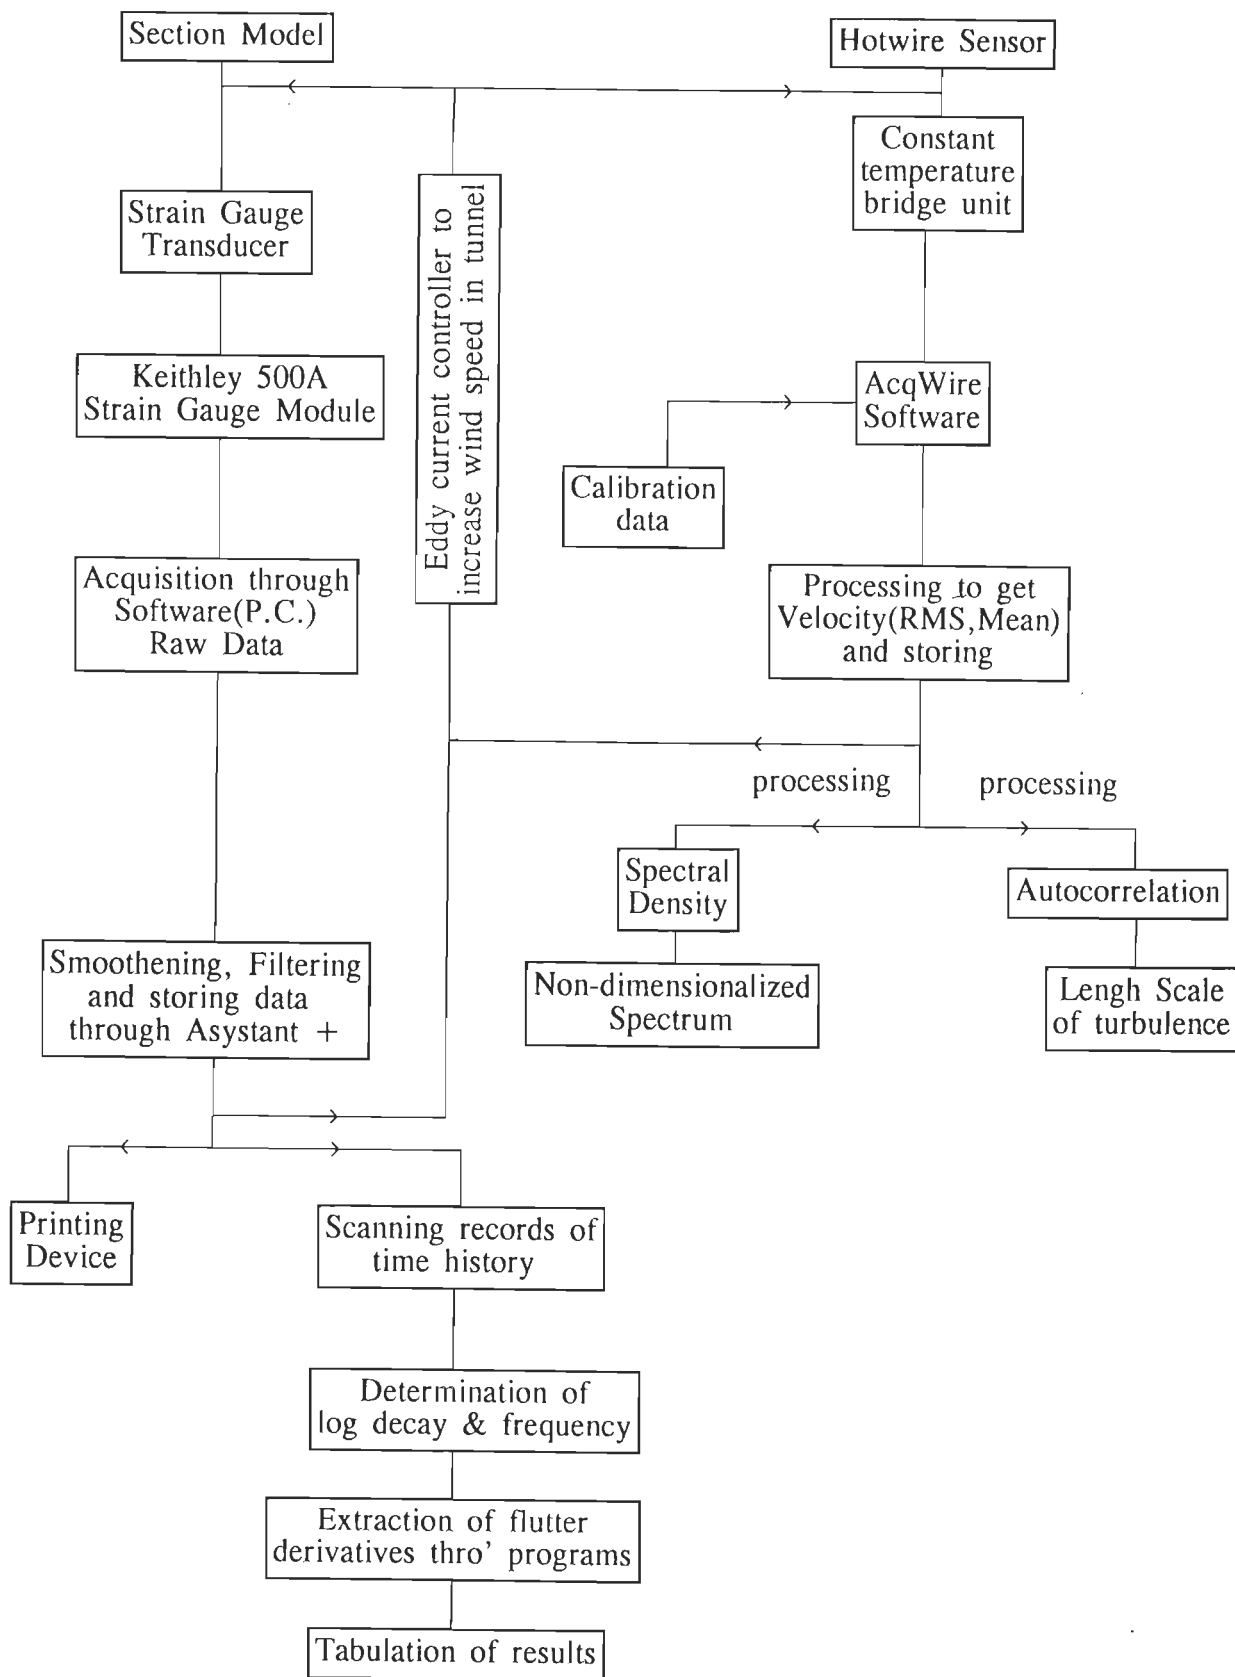 Section Model
Hotwire Sensor
Constant
temperature
bridge unit
Strain Gauge
Transducer
Eddy current controller to
increase wind speed in tunnel
Keithley 500A
Strain Gauge Module
AcqWire
Software
Calibration
data
Acquisition through
Software(P.C.)
Raw Data
Processing to get
Velocity(RMS,Mean)
and storing
processing
processing
Spectral
Density
Autocorrelation
Smoothening, Filtering
and storing data
through Asystant +
Non-dimensionalized
Spectrum
Lengh Scale
of turbulence
Printing
Device
Scanning records of
time history
Determination of
log decay & frequency
Extraction of flutter
derivatives thro' programs
Tabulation of results